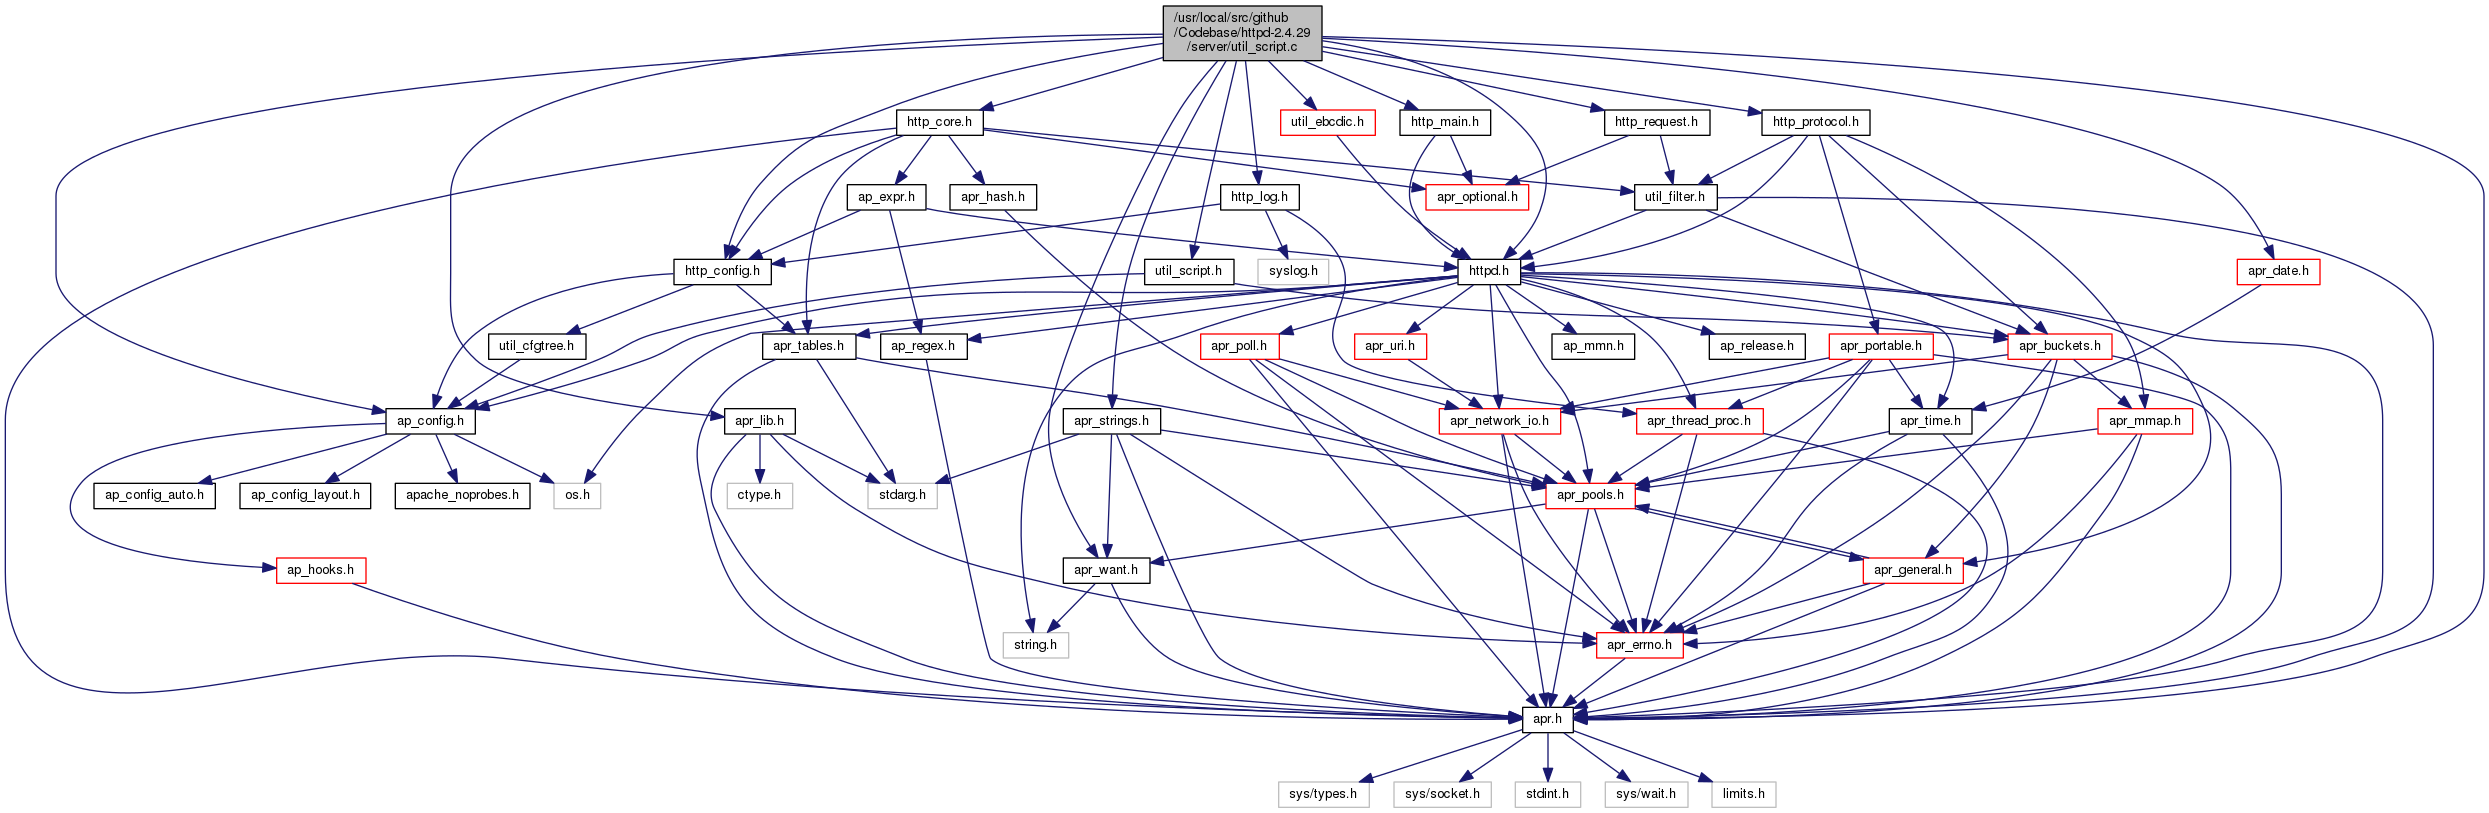 /usr/local/src/github
/Codebase/httpd-2.4.29
/server/util_script.c
http_core.h
util_ebcdic.h
http_main.h
http_request.h
http_protocol.h
ap_expr.h
apr_hash.h
http_log.h
apr_optional.h
util_filter.h
http_config.h
util_script.h
syslog.h
httpd.h
apr_date.h
util_cfgtree.h
apr_tables.h
ap_regex.h
apr_poll.h
apr_uri.h
ap_mmn.h
ap_release.h
apr_portable.h
apr_buckets.h
ap_config.h
apr_lib.h
apr_strings.h
apr_network_io.h
apr_thread_proc.h
apr_time.h
apr_mmap.h
ap_config_auto.h
ap_config_layout.h
apache_noprobes.h
os.h
ctype.h
stdarg.h
apr_pools.h
ap_hooks.h
apr_want.h
apr_general.h
string.h
apr_errno.h
apr.h
sys/types.h
sys/socket.h
stdint.h
sys/wait.h
limits.h